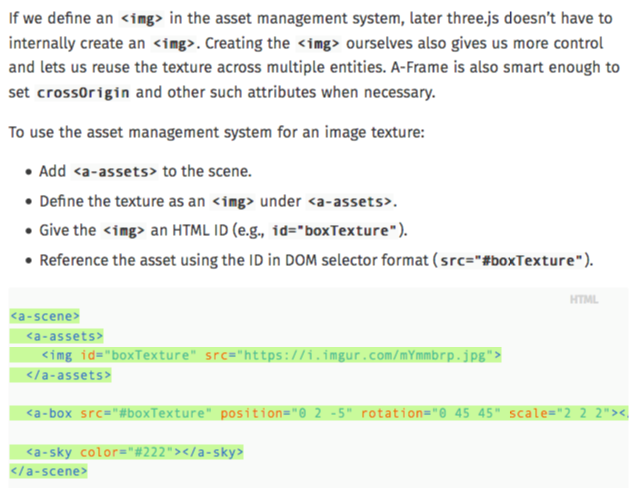 If we define an <img> in the asset management system, later three.js doesn't have to
internally create an <img>. Creating the <img> ourselves also gives us more control
and lets us reuse the texture across multiple entities. A-Frame is also smart enough to
set crossOrigin and other such attributes when necessary.
To use the asset management system for an image texture:
• Add <a-assets> to the scene.
• Define the texture as an <img> under <a-assets>.
• Give the <img> an HTML ID (e.g., id="boxTexture").
• Reference the asset using the ID in DOM selector format (src="#boxTexture").
HTML
<a-scene>
<a-assets>
<img id="boxTexture" src="https://i.imgur.com/mYmmbrp.jpg">
</a-assets>
<a-box src="#boxTexture" position="0 2 -5" rotation="0 45 45" scale="2 2 2"><
<a-sky color="#222"></a-sky>
</a-scene>